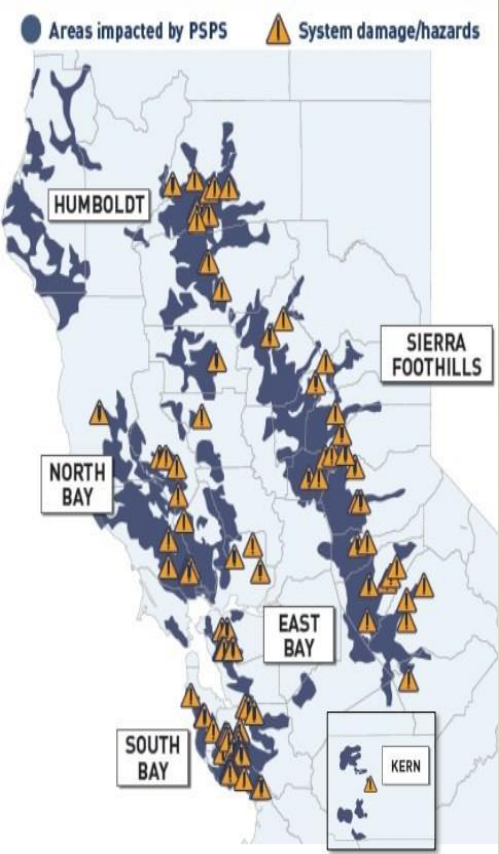 Areas impacted by PSPS
System damage/hazards
HUMBOLDT
SIERRA
FOOTHILLS
NORTH
BAY
EAST
BAY
SOUTH
BAY
KERN